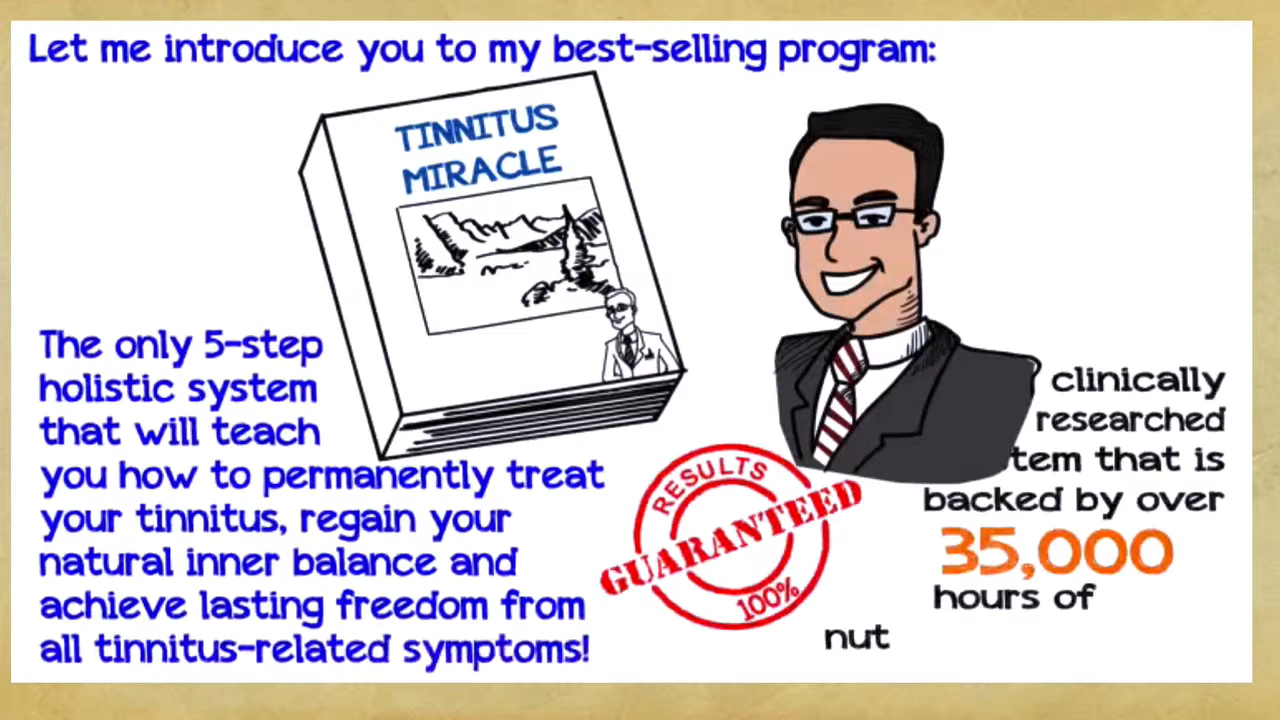 Let me introduce you to my best-selling program:
TINNITUS
MIRACLE
The only 5-step
holistic system
that will teach
you how to permanently treat
your tinnitus, regain your
natural inner balance and
achieve lasting freedom from
all tinnitus-related symptoms!
RESULTS
GUARANTEED
100%
clinically
researched
tem that is
backed by over
35,000
hours of
nut